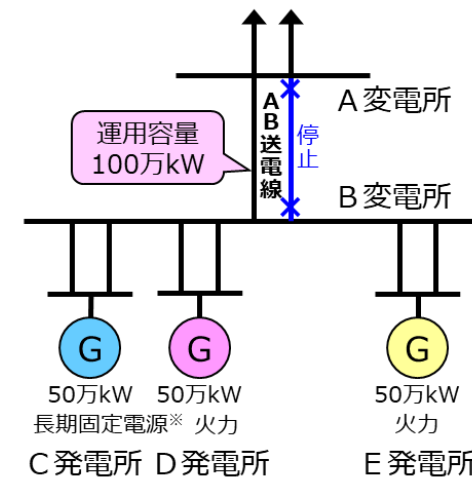 A変電所
AB送電線
停止
運用容量
100万kW
B変電所
G
G
G
50万kW
50万kW
50万kW
長期固定電源※
火力
火力
C発電所
D発電所
E発電所